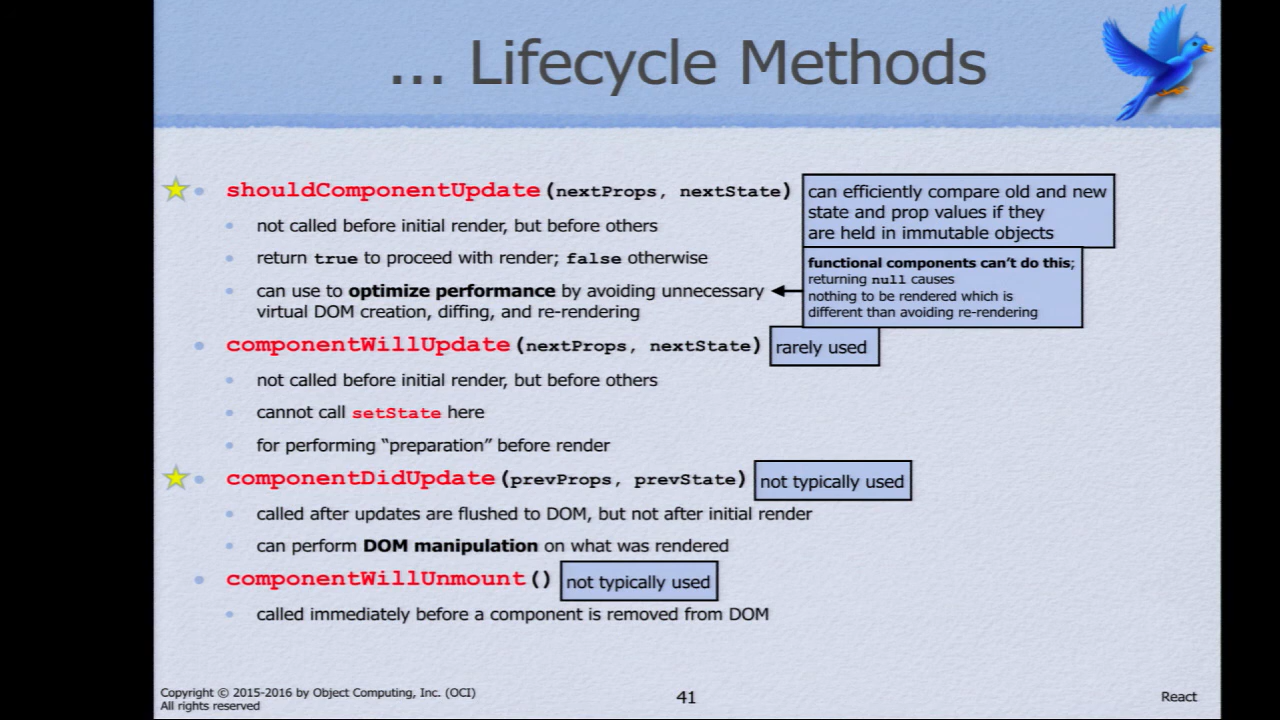 ... Lifecycle Methods
shouldComponentUpdate(nextProps, nextState)
can efficiently compare old and new
state and prop values if they
are held in immutable objects
not called before initial render, but before others
return true to proceed with render; false otherwise
can use to optimize performance by avoiding unnecessary
virtual DOM creation, diffing, and re-rendering
functional components can't do this;
returning null causes
nothing to be rendered which is
different than avoiding re-rendering
componentWillUpdate(nextProps, nextState)
rarely used
not called before initial render, but before others
cannot call setState here
for performing “preparation” before render
componentDidUpdate(prevProps, prevState)
not typically used
called after updates are flushed to DOM, but not after initial render
can perform DOM manipulation on what was rendered
componentWillUnmount()
not typically used
called immediately before a component is removed from DOM
Copyright © 2015-2016 by Object Computing, Inc. (OCI)
All rights reserved
41
React